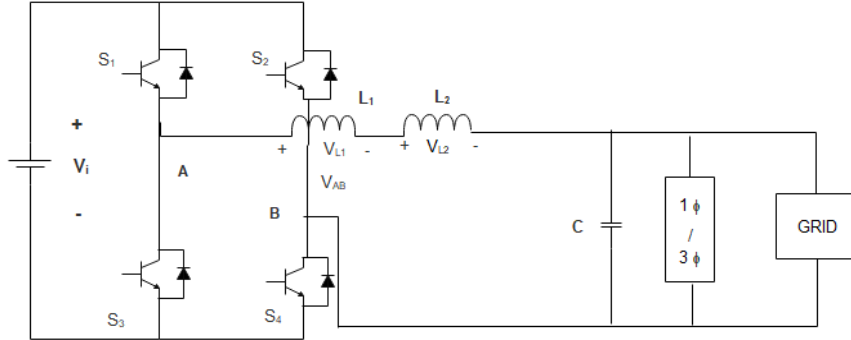 S1
S2
L1
L2
+
+
VL1
-
+
VL2
-
Vi
A
VAB
-
B
C
1 ϕ
/
3 ϕ
GRID
S3
S4